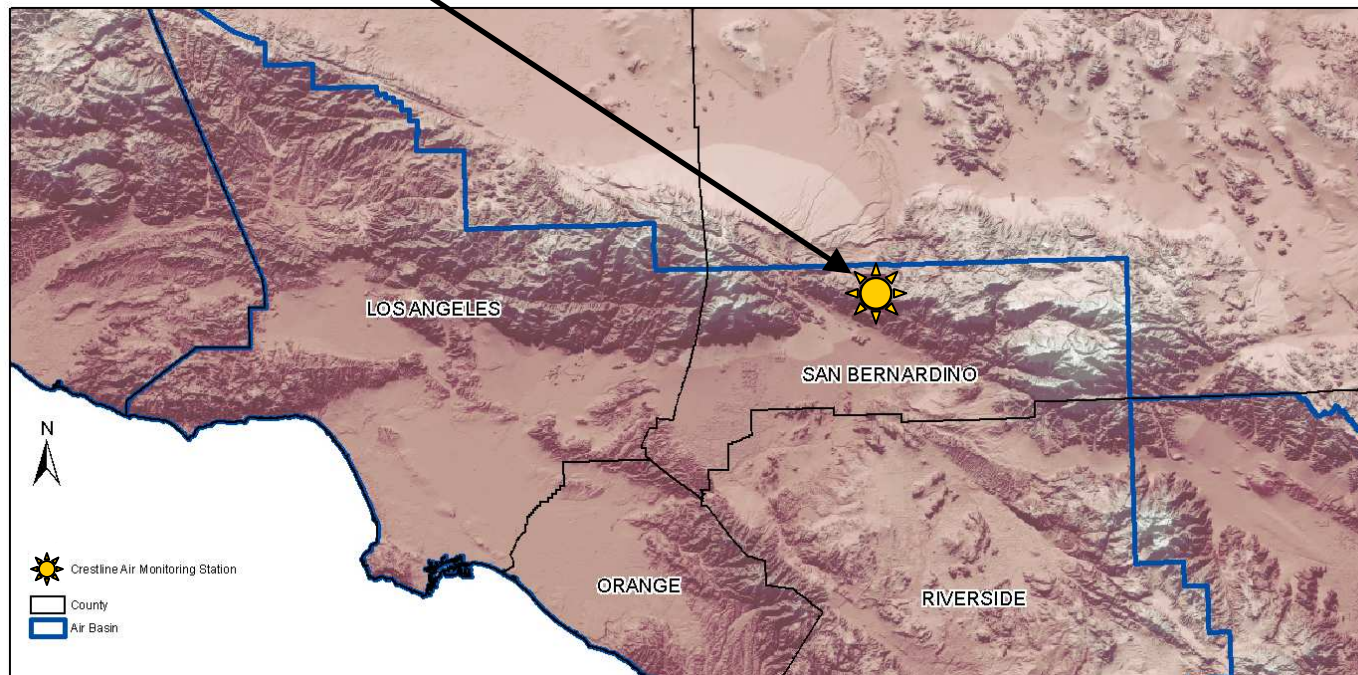 LOS ANGELES
SAN BERNARDINO
N
Crestline Air Monitoring Station
County
Air Basin
ORANGE
RIVERSIDE